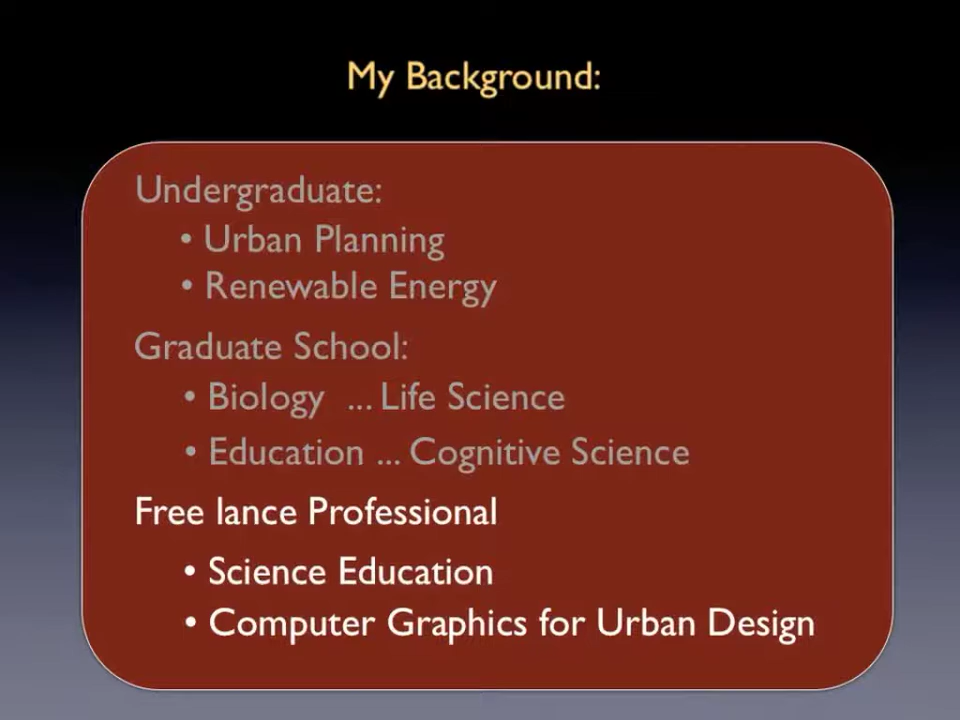 My Background:
Undergraduate:
• Urban Planning
• Renewable Energy
Graduate School:
• Biology ... Life Science
• Education ... Cognitive Science
Free lance Professional
• Science Education
• Computer Graphics for Urban Design